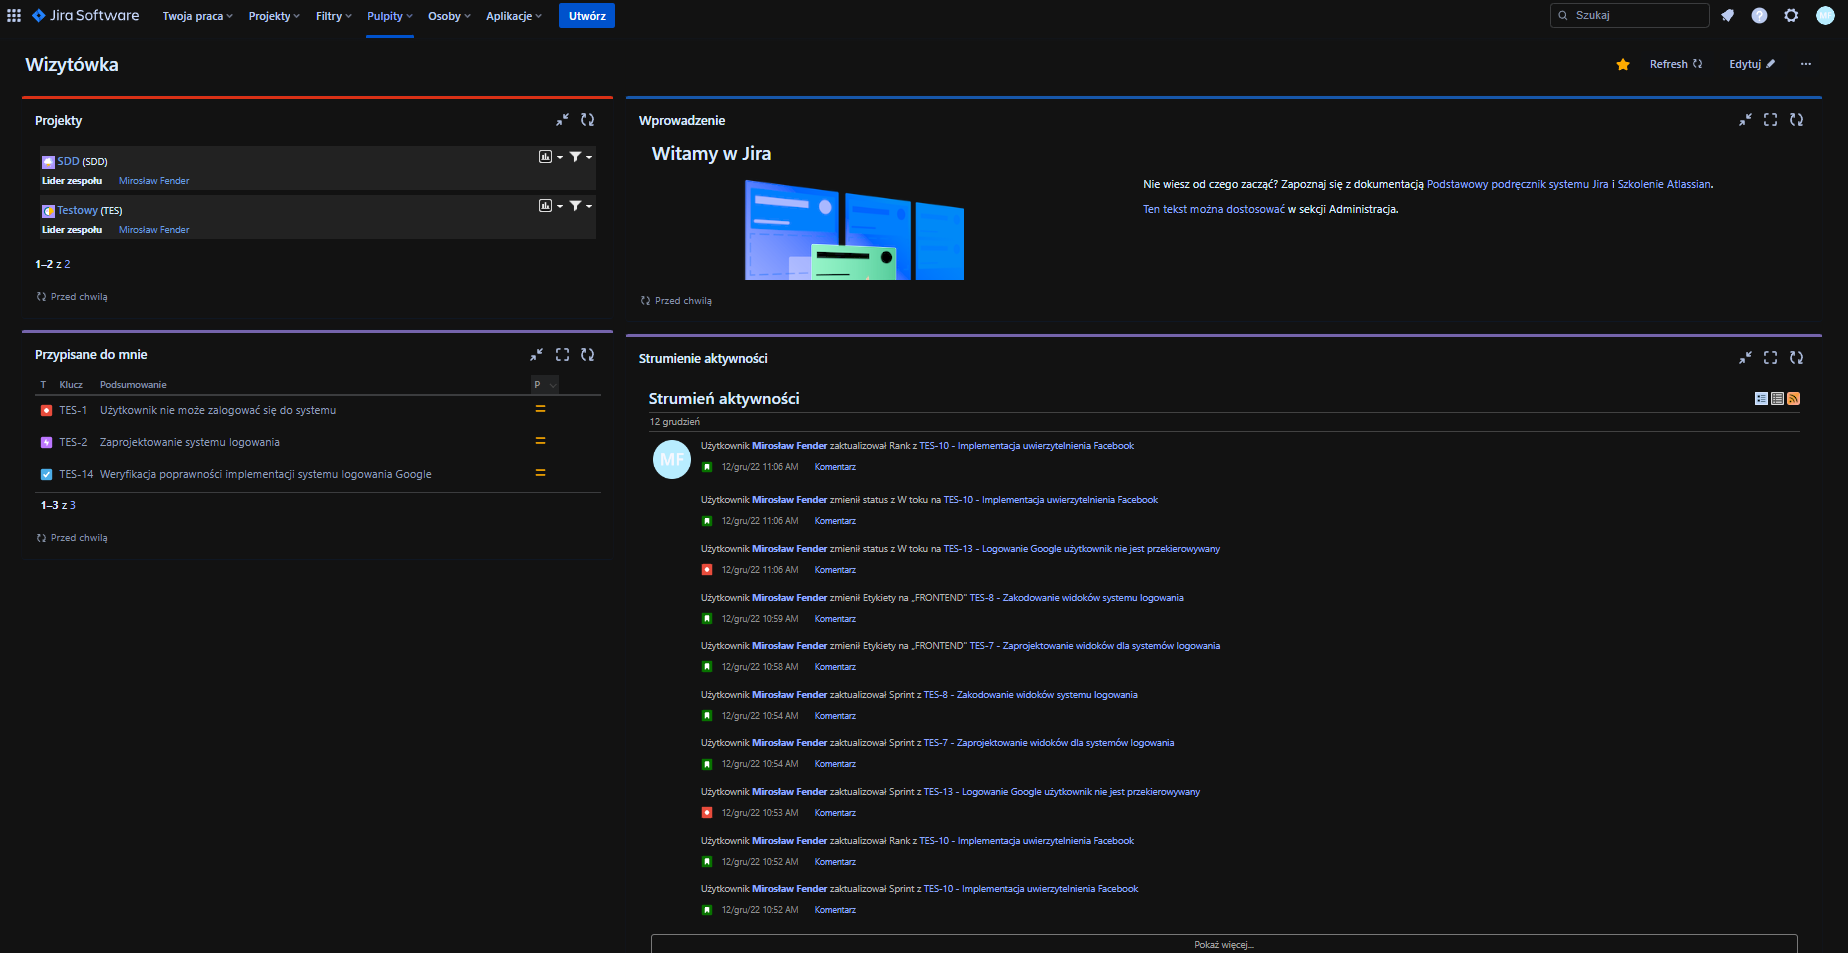 Jira Software Twoja praca Projekty Filtry Pulpity Osoby Aplikacje Utwórz Szukaj
Wizytówka
Refresh Edytuj
Projekty
SDD (SDD)
Lider zespołu Mirosław Fender
Testowy (TES)
Lider zespołu Mirosław Fender
1–2 z 2
Przed chwilą
Wprowadzenie
Witamy w Jira
Nie wiesz od czego zacząć? Zapoznaj się z dokumentacją Podstawowy podręcznik systemu Jira i Szkolenie Atlassian.
Ten tekst można dostosować w sekcji Administracja.
Przed chwilą
Przypisane do mnie
T Klucz Podsumowanie P
TES-1 Użytkownik nie może zalogować się do systemu
TES-2 Zaprojektowanie systemu logowania
TES-14 Weryfikacja poprawności implementacji systemu logowania Google
1–3 z 3
Przed chwilą
Strumienie aktywności
Strumień aktywności
12 grudzień
MF
Użytkownik Mirosław Fender zaktualizował Rank z TES-10 - Implementacja uwierzytelnienia Facebook
12/gru/22 11:06 AM Komentarz
Użytkownik Mirosław Fender zmienił status z W toku na TES-10 - Implementacja uwierzytelnienia Facebook
12/gru/22 11:06 AM Komentarz
Użytkownik Mirosław Fender zmienił status z W toku na TES-13 - Logowanie Google użytkownik nie jest przekierowywany
12/gru/22 11:06 AM Komentarz
Użytkownik Mirosław Fender zmienił Etykiety na „FRONTEND” TES-8 - Zakodowanie widoków systemu logowania
12/gru/22 10:59 AM Komentarz
Użytkownik Mirosław Fender zmienił Etykiety na „FRONTEND” TES-7 - Zaprojektowanie widoków dla systemów logowania
12/gru/22 10:58 AM Komentarz
Użytkownik Mirosław Fender zaktualizował Sprint z TES-8 - Zakodowanie widoków systemu logowania
12/gru/22 10:54 AM Komentarz
Użytkownik Mirosław Fender zaktualizował Sprint z TES-7 - Zaprojektowanie widoków dla systemów logowania
12/gru/22 10:54 AM Komentarz
Użytkownik Mirosław Fender zaktualizował Sprint z TES-13 - Logowanie Google użytkownik nie jest przekierowywany
12/gru/22 10:53 AM Komentarz
Użytkownik Mirosław Fender zaktualizował Rank z TES-10 - Implementacja uwierzytelnienia Facebook
12/gru/22 10:52 AM Komentarz
Użytkownik Mirosław Fender zaktualizował Sprint z TES-10 - Implementacja uwierzytelnienia Facebook
12/gru/22 10:52 AM Komentarz
Pokaż więcej...